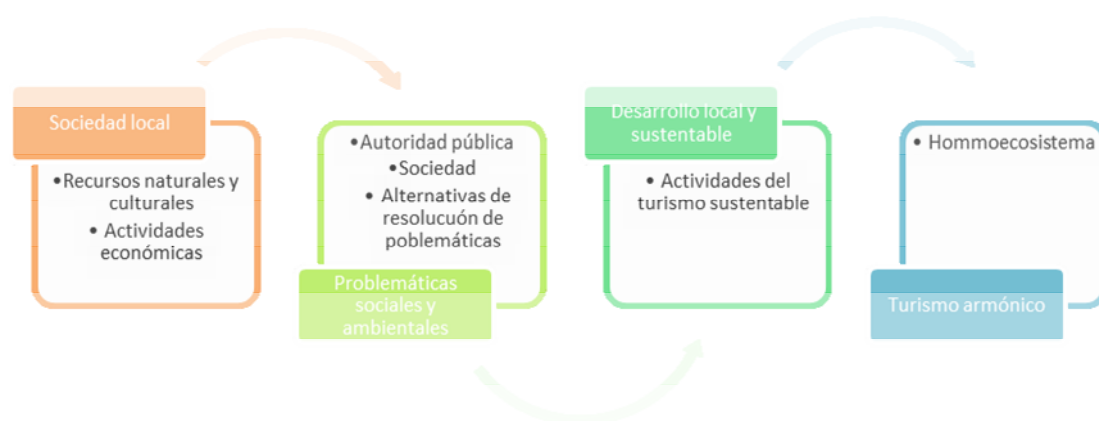 Sociedad local
•Recursos naturales y
culturales
• Actividades
económicas
•Autoridad pública
•Sociedad
• Alternativas de
resolucuón de
poblemáticas
Problemáticas
sociales y
ambientales
Desarrollo local y
sustentable
• Actividades del
turismo sustentable
• Hommoecosistema
Turismo armónico